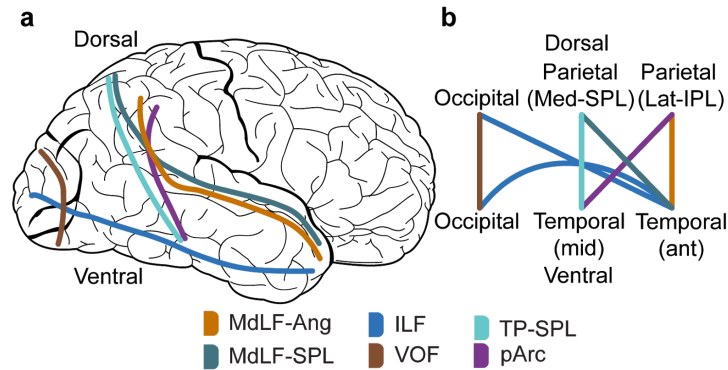 a
Dorsal
Ventral
b
Dorsal
Parietal
(Med-SPL)
Parietal
(Lat-IPL)
Occipital
Occipital
Temporal
(mid)
Ventral
Temporal
(ant)
MdLF-Ang
ILF
TP-SPL
MdLF-SPL
VOF
pArc